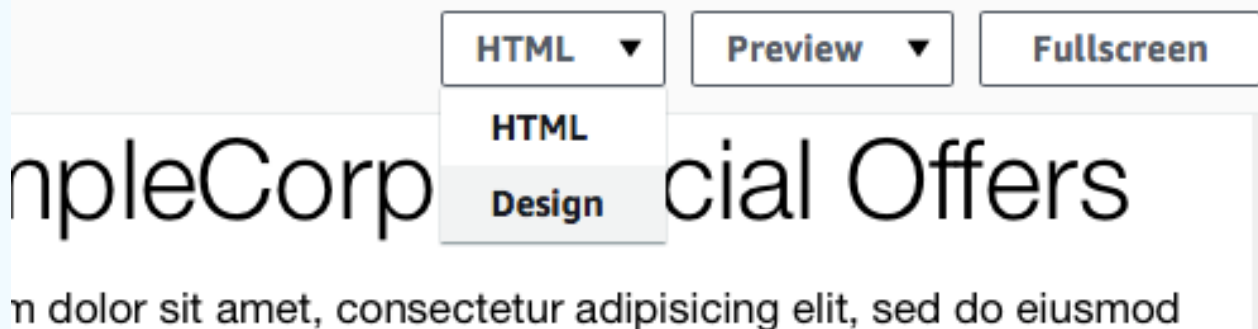 HTML ▼ Preview ▼ Fullscreen
HTML
npleCorp cial Offers
Design
m dolor sit amet, consectetur adipisicing elit, sed do eiusmod